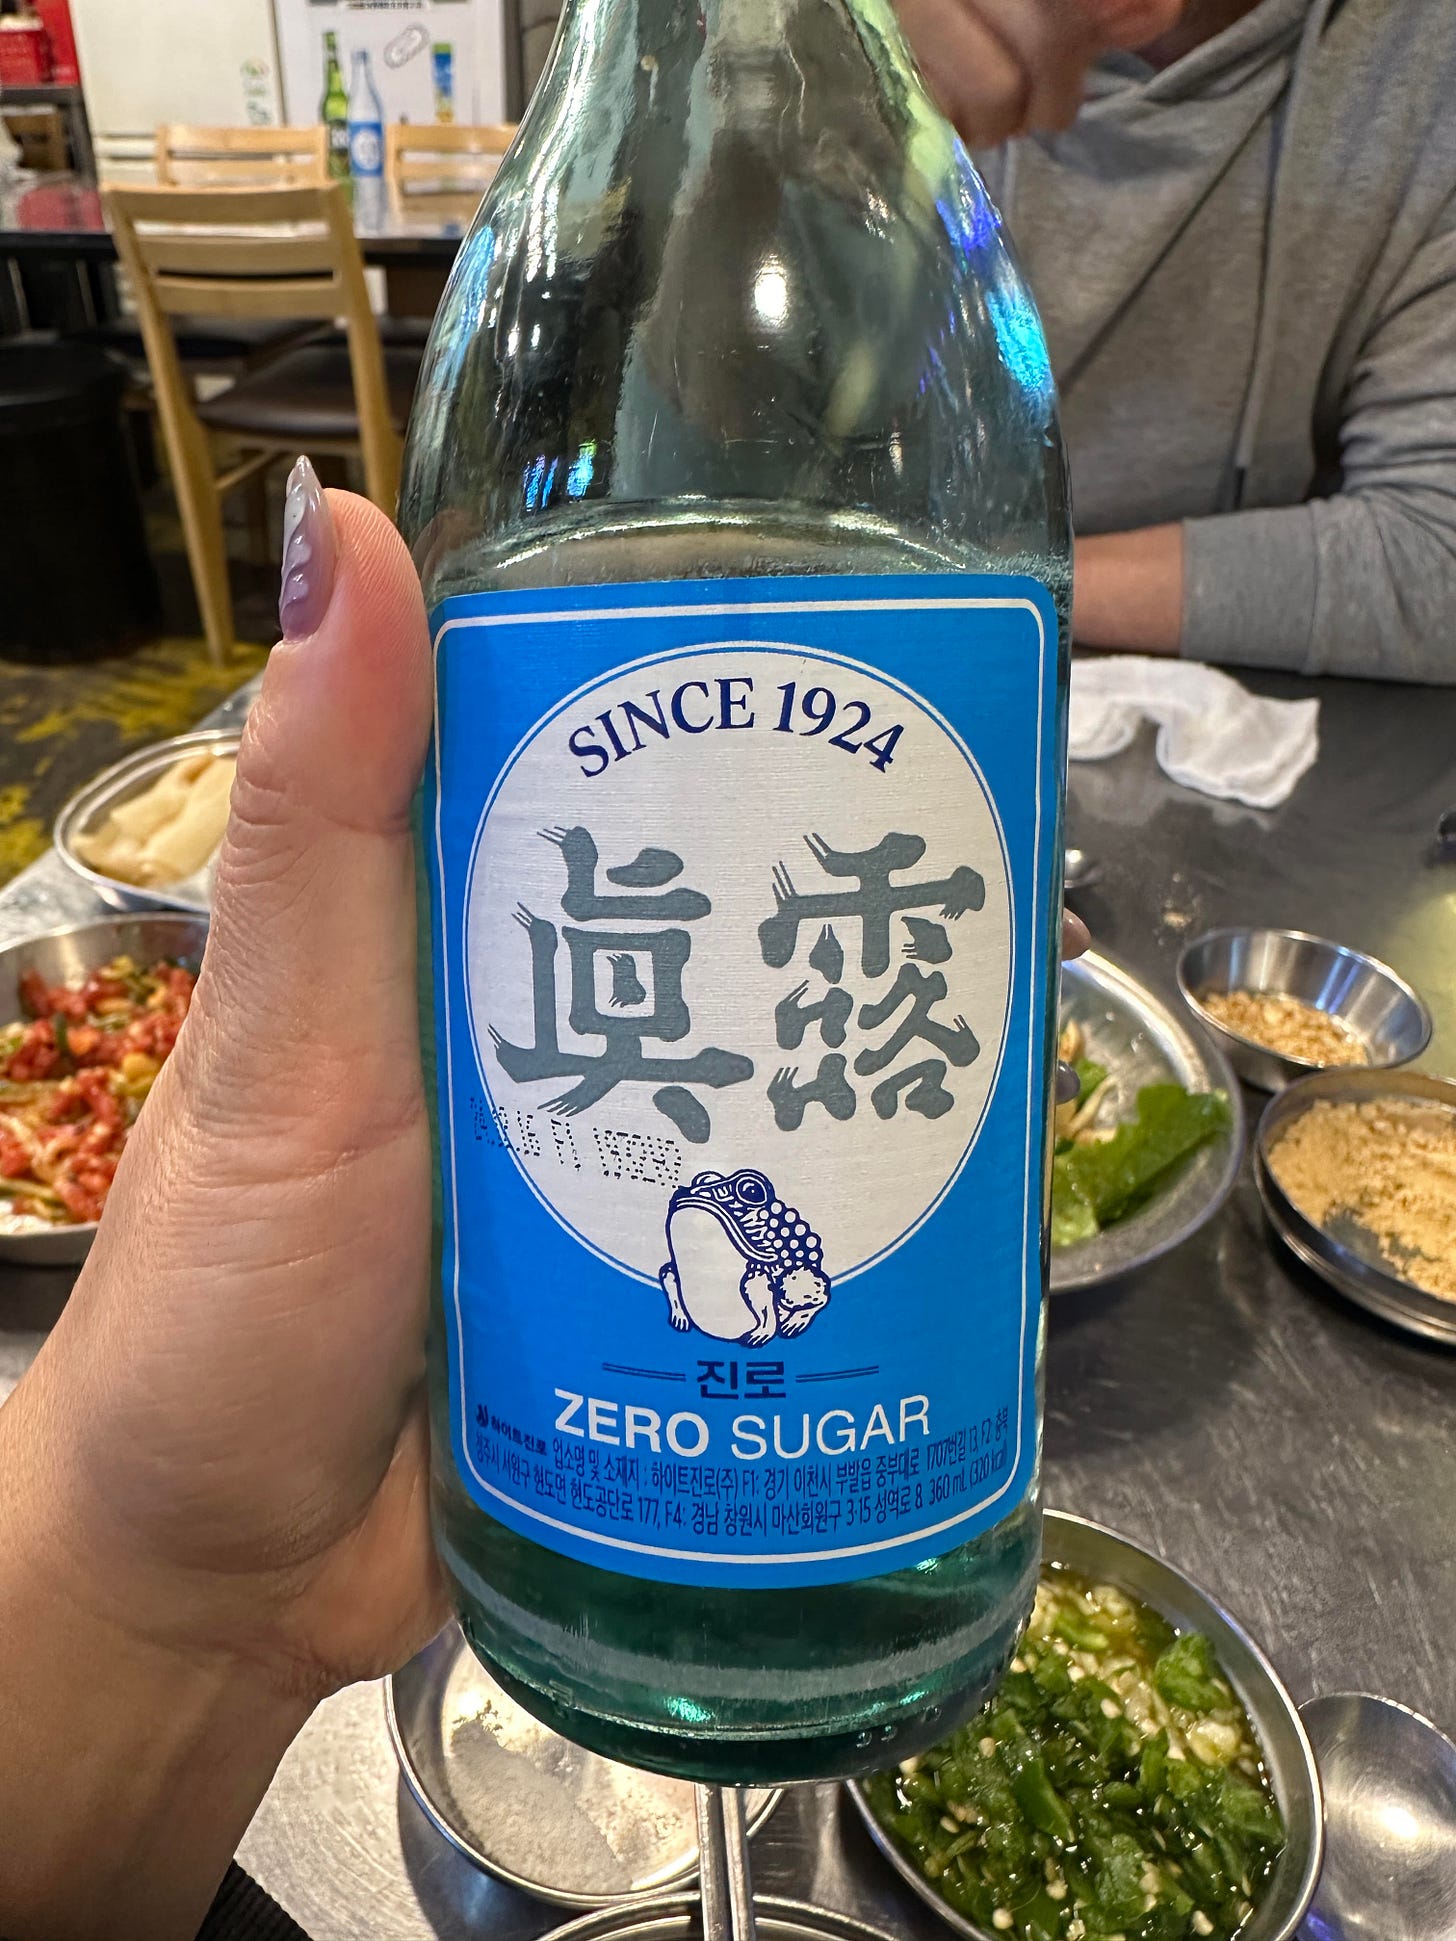 SINCE 1924
眞露
진로
ZERO SUGAR
하이트진로 업소명 및 소재지 : 하이트진로(주) F1: 경기 이천시 부발읍 중부대로 1707번길 13, F2: 충북
청주시 서원구 현도면 현도공단로 177, F4: 경남 창원시 마산회원구 3·15 성역로 8 360 mL (320 kcal)